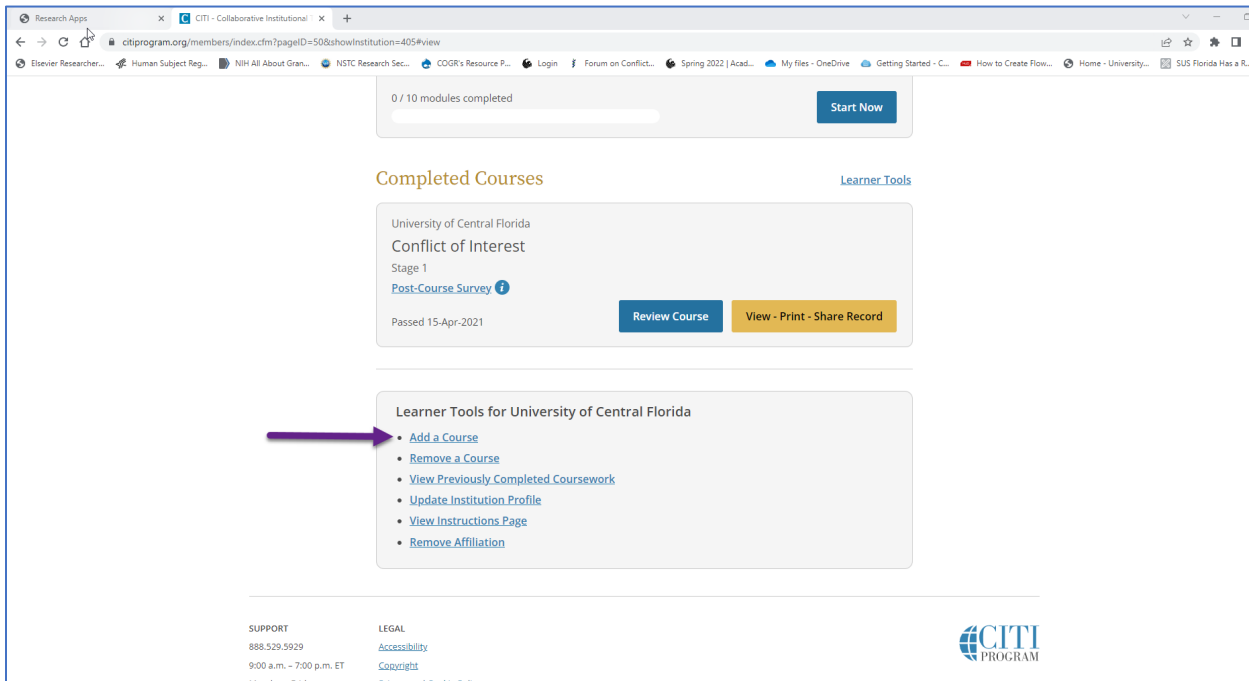 Research Apps
CITI - Collaborative Institutional
citiprogram.org/members/index.cfm?pageID=50&showInstitution=405#view
Elsevier Researcher... Human Subject Reg... NIH All About Gran... NSTC Research Sec... COGR's Resource P... Login Forum on Conflict... Spring 2022 | Acad... My files - OneDrive Getting Started - C... How to Create Flow... Home - University... SUS Florida Has a R...
0 / 10 modules completed
Start Now
Completed Courses
Learner Tools
University of Central Florida
Conflict of Interest
Stage 1
Post-Course Survey i
Passed 15-Apr-2021
Review Course
View - Print - Share Record
Learner Tools for University of Central Florida
• Add a Course
• Remove a Course
• View Previously Completed Coursework
• Update Institution Profile
• View Instructions Page
• Remove Affiliation
SUPPORT
888.529.5929
9:00 a.m. – 7:00 p.m. ET
LEGAL
Accessibility
Copyright
CITI
PROGRAM